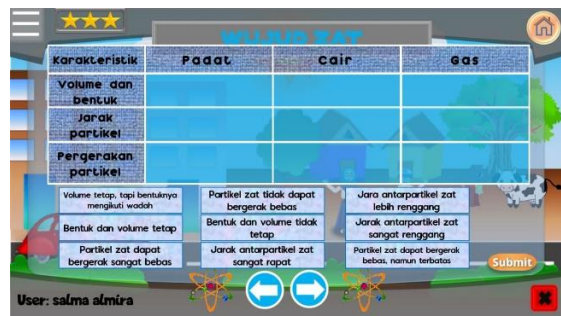 WUJUD ZAT
Karakteristik Padat Cair Gas
Volume dan
bentuk
Jarak
partikel
Pergerakan
partikel
Volume tetap, tapi bentuknya
mengikuti wadah
Partikel zat tidak dapat
bergerak bebas
Jara antarpartikel zat
lebih renggang
Bentuk dan volume tetap
Bentuk dan volume tidak
tetap
Jarak antarpartikel zat
sangat renggang
Partikel zat dapat
bergerak sangat bebas
Jarak antarpartikel zat
sangat rapat
Partikel zat dapat bergerak
bebas, namun terbatas
Submit
User: salma almira